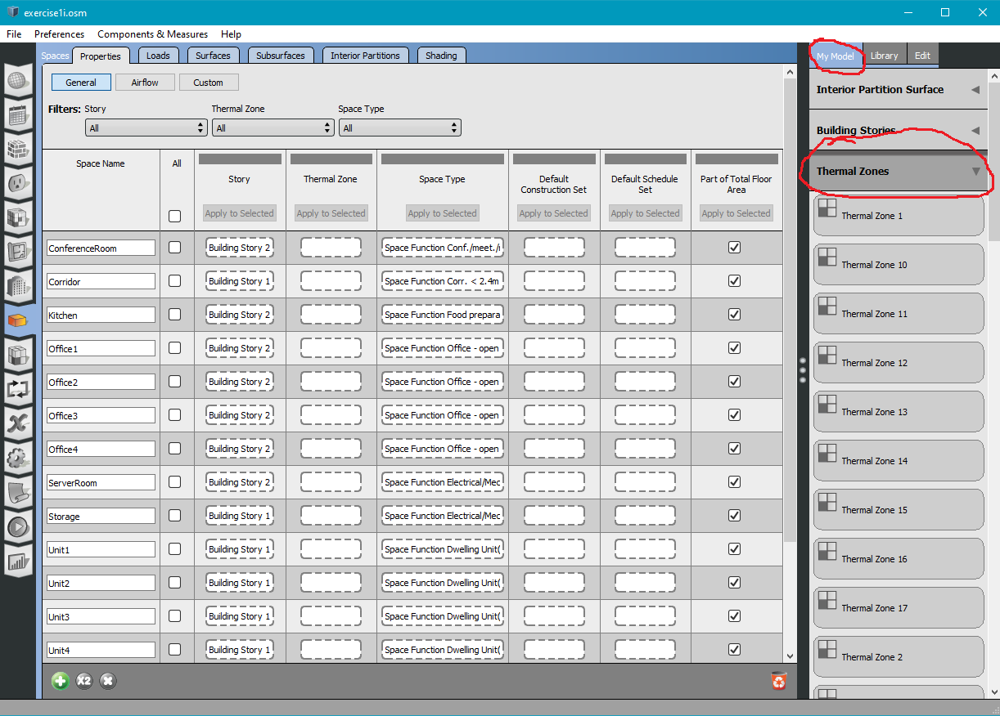 exercise1i.osm
File Preferences Components & Measures Help
Spaces Properties Loads Surfaces Subsurfaces Interior Partitions Shading
My Model Library Edit
General Airflow Custom
Filters: Story Thermal Zone Space Type
All All All
Space Name All Story Thermal Zone Space Type Default Construction Set Default Schedule Set Part of Total Floor Area
Apply to Selected Apply to Selected Apply to Selected Apply to Selected Apply to Selected Apply to Selected
ConferenceRoom Building Story 2 Space Function Conf./meet./
Corridor Building Story 1 Space Function Corr. < 2.4m
Kitchen Building Story 2 Space Function Food prepara
Office1 Building Story 2 Space Function Office - open
Office2 Building Story 2 Space Function Office - open
Office3 Building Story 2 Space Function Office - open
Office4 Building Story 2 Space Function Office - open
ServerRoom Building Story 2 Space Function Electrical/Mec
Storage Building Story 1 Space Function Electrical/Mec
Unit1 Building Story 1 Space Function Dwelling Unit(
Unit2 Building Story 1 Space Function Dwelling Unit(
Unit3 Building Story 1 Space Function Dwelling Unit(
Unit4 Building Story 1 Space Function Dwelling Unit(
X2
Interior Partition Surface
Building Stories
Thermal Zones
Thermal Zone 1
Thermal Zone 10
Thermal Zone 11
Thermal Zone 12
Thermal Zone 13
Thermal Zone 14
Thermal Zone 15
Thermal Zone 16
Thermal Zone 17
Thermal Zone 2